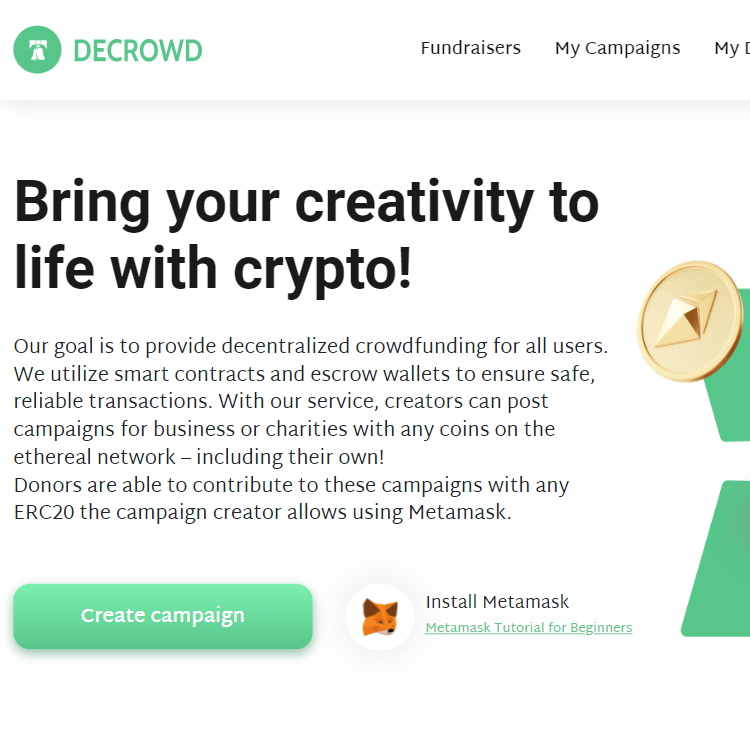 DECROWD
Fundraisers
My Campaigns
My
Bring your creativity to
life with crypto!
Our goal is to provide decentralized crowdfunding for all users.
We utilize smart contracts and escrow wallets to ensure safe,
reliable transactions. With our service, creators can post
campaigns for business or charities with any coins on the
ethereal network – including their own!
Donors are able to contribute to these campaigns with any
ERC20 the campaign creator allows using Metamask.
Create campaign
Install Metamask
Metamask Tutorial for Beginners